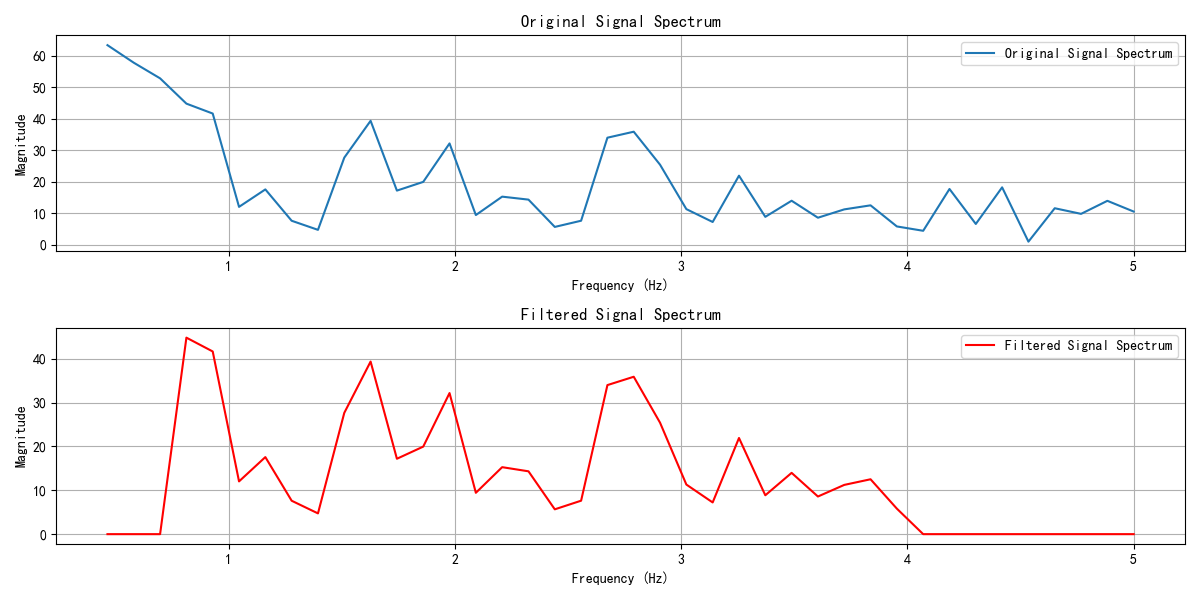 Original Signal Spectrum
Original Signal Spectrum
Magnitude
60
50
40
30
20
10
0
1
2
3
4
5
Frequency (Hz)
Filtered Signal Spectrum
Filtered Signal Spectrum
Magnitude
40
30
20
10
0
1
2
3
4
5
Frequency (Hz)